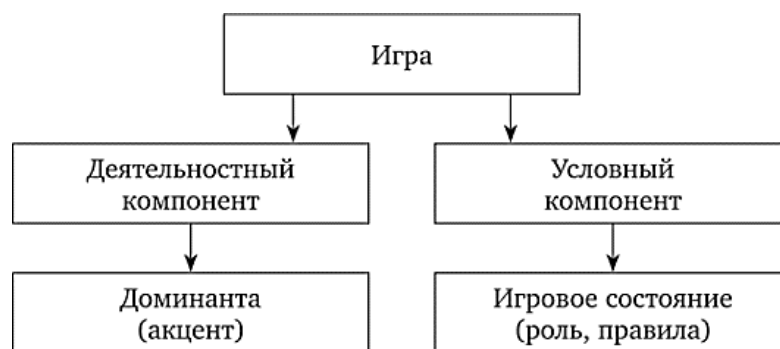 Игра
Деятельностный
компонент
Условный
компонент
Доминанта
(акцент)
Игровое состояние
(роль, правила)